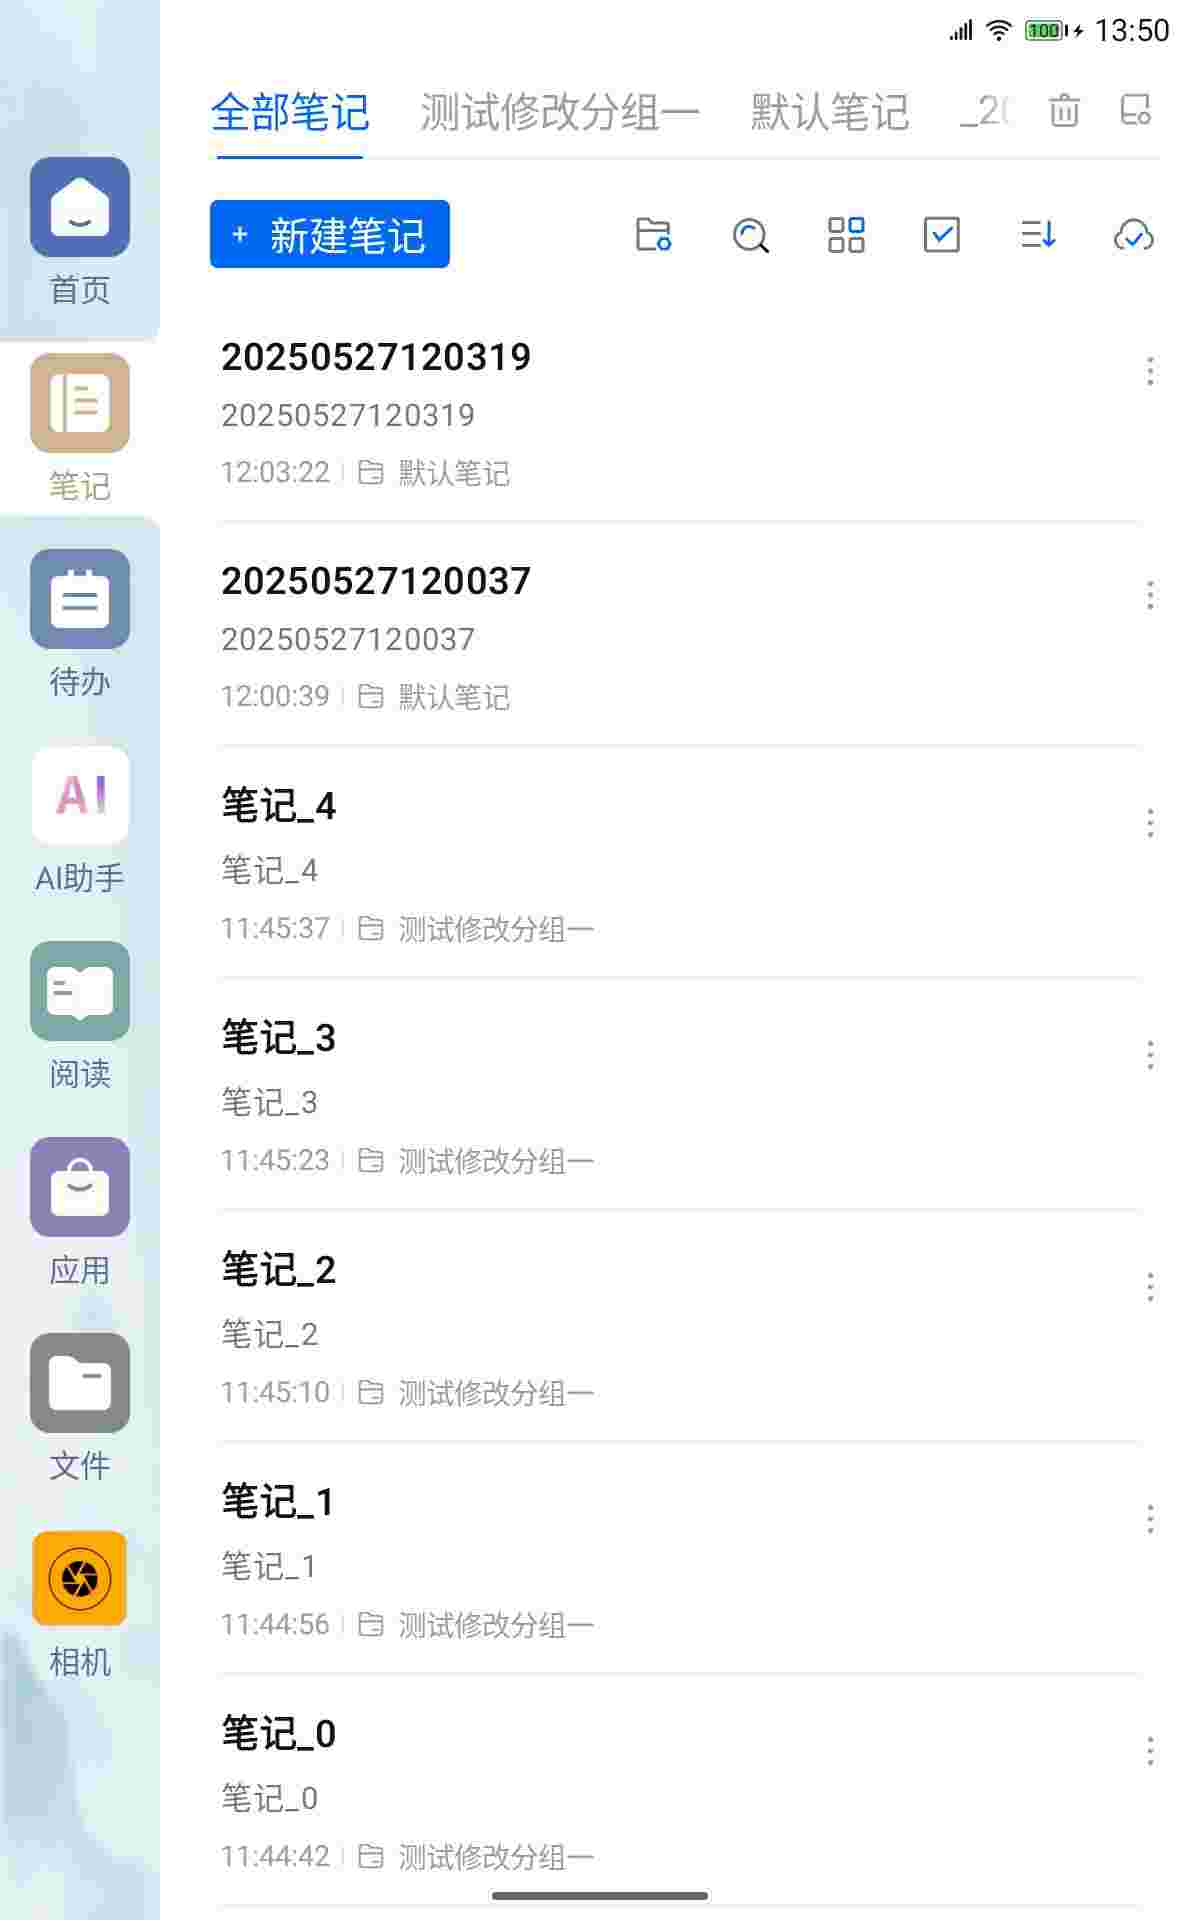 100 13:50
全部笔记 测试修改分组一 默认笔记
+ 新建笔记
首页
笔记
待办
AI
AI助手
阅读
应用
文件
相机
20250527120319
20250527120319
12:03:22 默认笔记
20250527120037
20250527120037
12:00:39 默认笔记
笔记_4
笔记_4
11:45:37 测试修改分组一
笔记_3
笔记_3
11:45:23 测试修改分组一
笔记_2
笔记_2
11:45:10 测试修改分组一
笔记_1
笔记_1
11:44:56 测试修改分组一
笔记_0
笔记_0
11:44:42 测试修改分组一